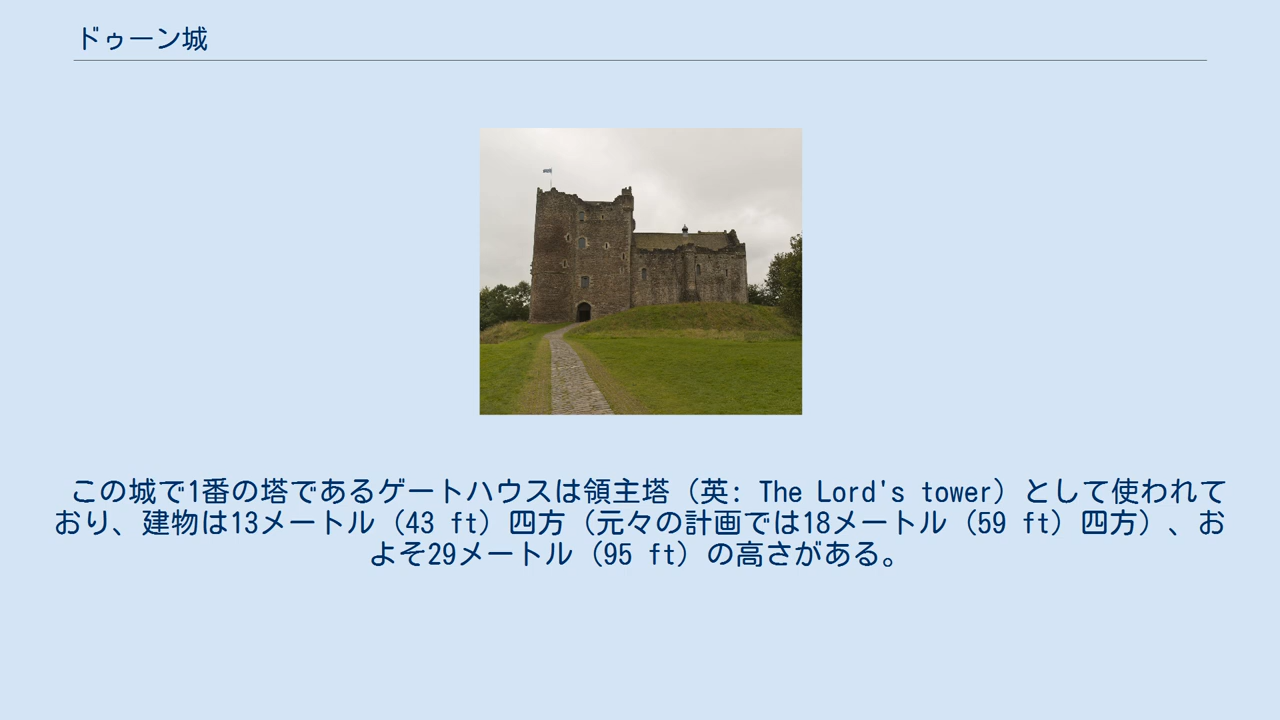 ドゥーン城
この城で1番の塔であるゲートハウスは領主塔（英: The Lord's tower）として使われて
おり、建物は13メートル（43 ft）四方（元々の計画では18メートル（59 ft）四方）、お
よそ29メートル（95 ft）の高さがある。